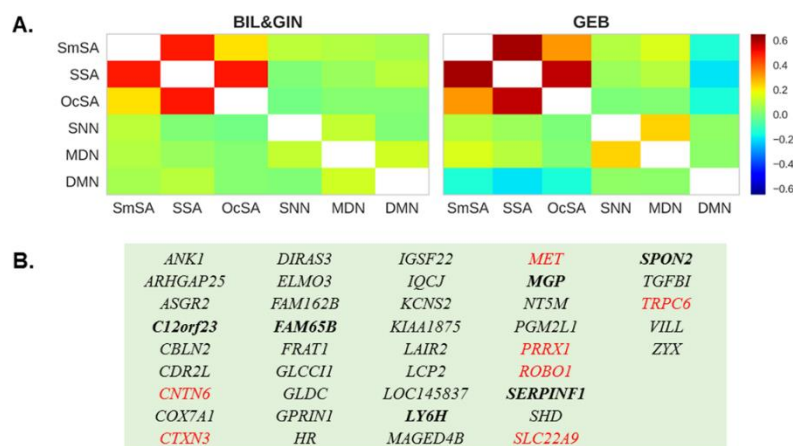 A.
BIL&GIN GEB
SmSA
SSA
OcSA
SNN
MDN
DMN
SmSA SSA OcSA SNN MDN DMN SmSA SSA OcSA SNN MDN DMN
0.6
0.4
0.2
0.0
-0.2
-0.4
-0.6
B.
ANK1 DIRAS3 IGSF22 MET SPON2
ARHGAP25 ELMO3 IQCJ MGP TGFBI
ASGR2 FAM162B KCNS2 NT5M TRPC6
C12orf23 FAM65B KIAA1875 PGM2L1 VILL
CBLN2 FRAT1 LAIR2 PRRX1 ZYX
CDR2L GLCCI1 LCP2 ROBO1
CNTN6 GLDC LOC145837 SERPINF1
COX7A1 GPRIN1 LY6H SHD
CTXN3 HR MAGED4B SLC22A9